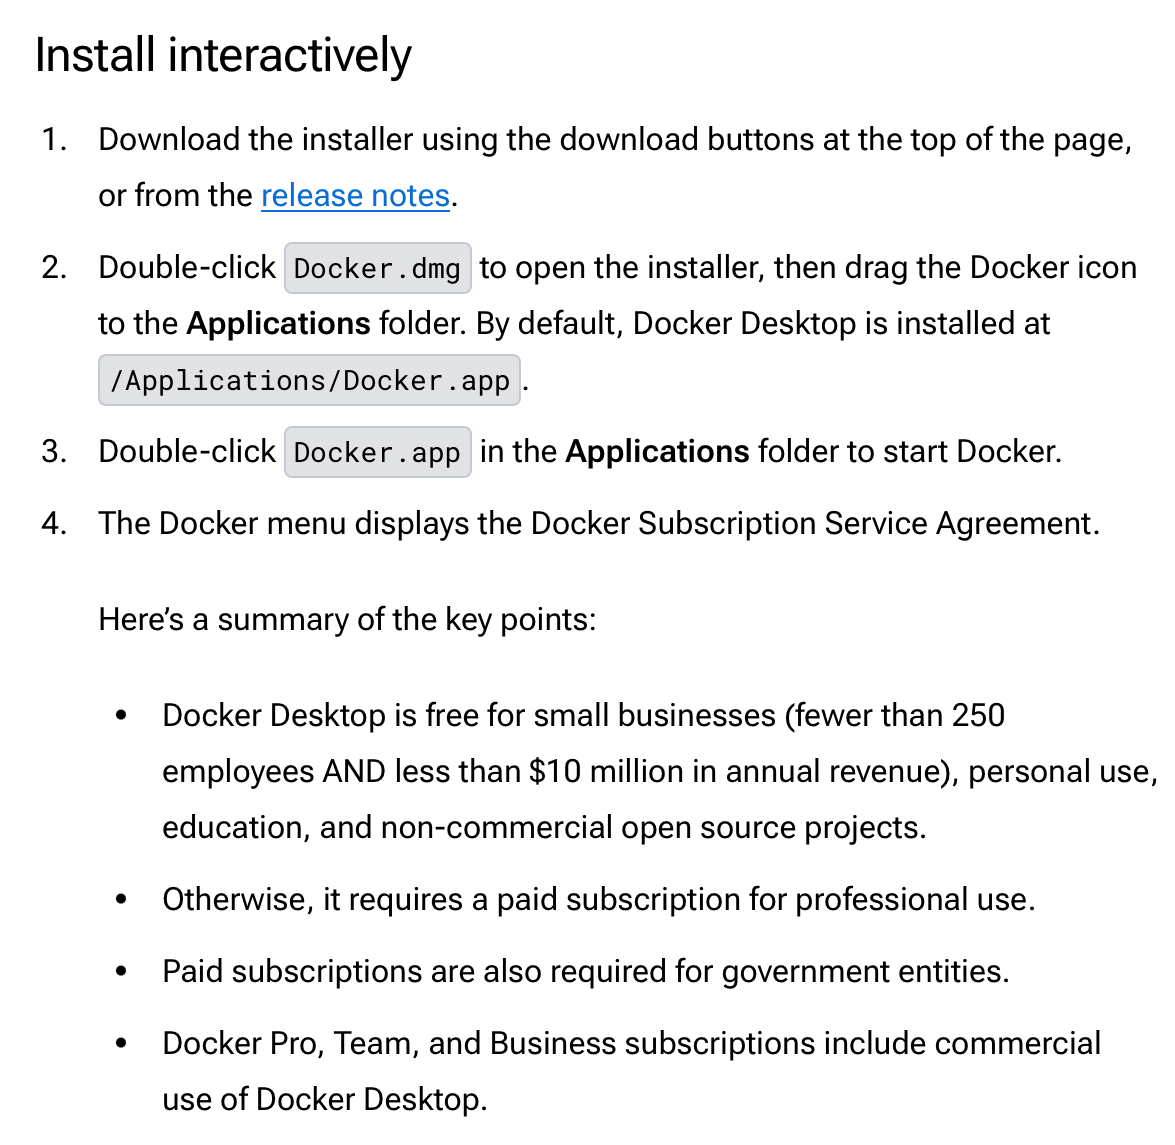 Install interactively
1. Download the installer using the download buttons at the top of the page,
or from the release notes.
2. Double-click Docker.dmg to open the installer, then drag the Docker icon
to the Applications folder. By default, Docker Desktop is installed at
/Applications/Docker.app.
3. Double-click Docker.app in the Applications folder to start Docker.
4. The Docker menu displays the Docker Subscription Service Agreement.
Here’s a summary of the key points:
• Docker Desktop is free for small businesses (fewer than 250
employees AND less than $10 million in annual revenue), personal use,
education, and non-commercial open source projects.
• Otherwise, it requires a paid subscription for professional use.
• Paid subscriptions are also required for government entities.
• Docker Pro, Team, and Business subscriptions include commercial
use of Docker Desktop.